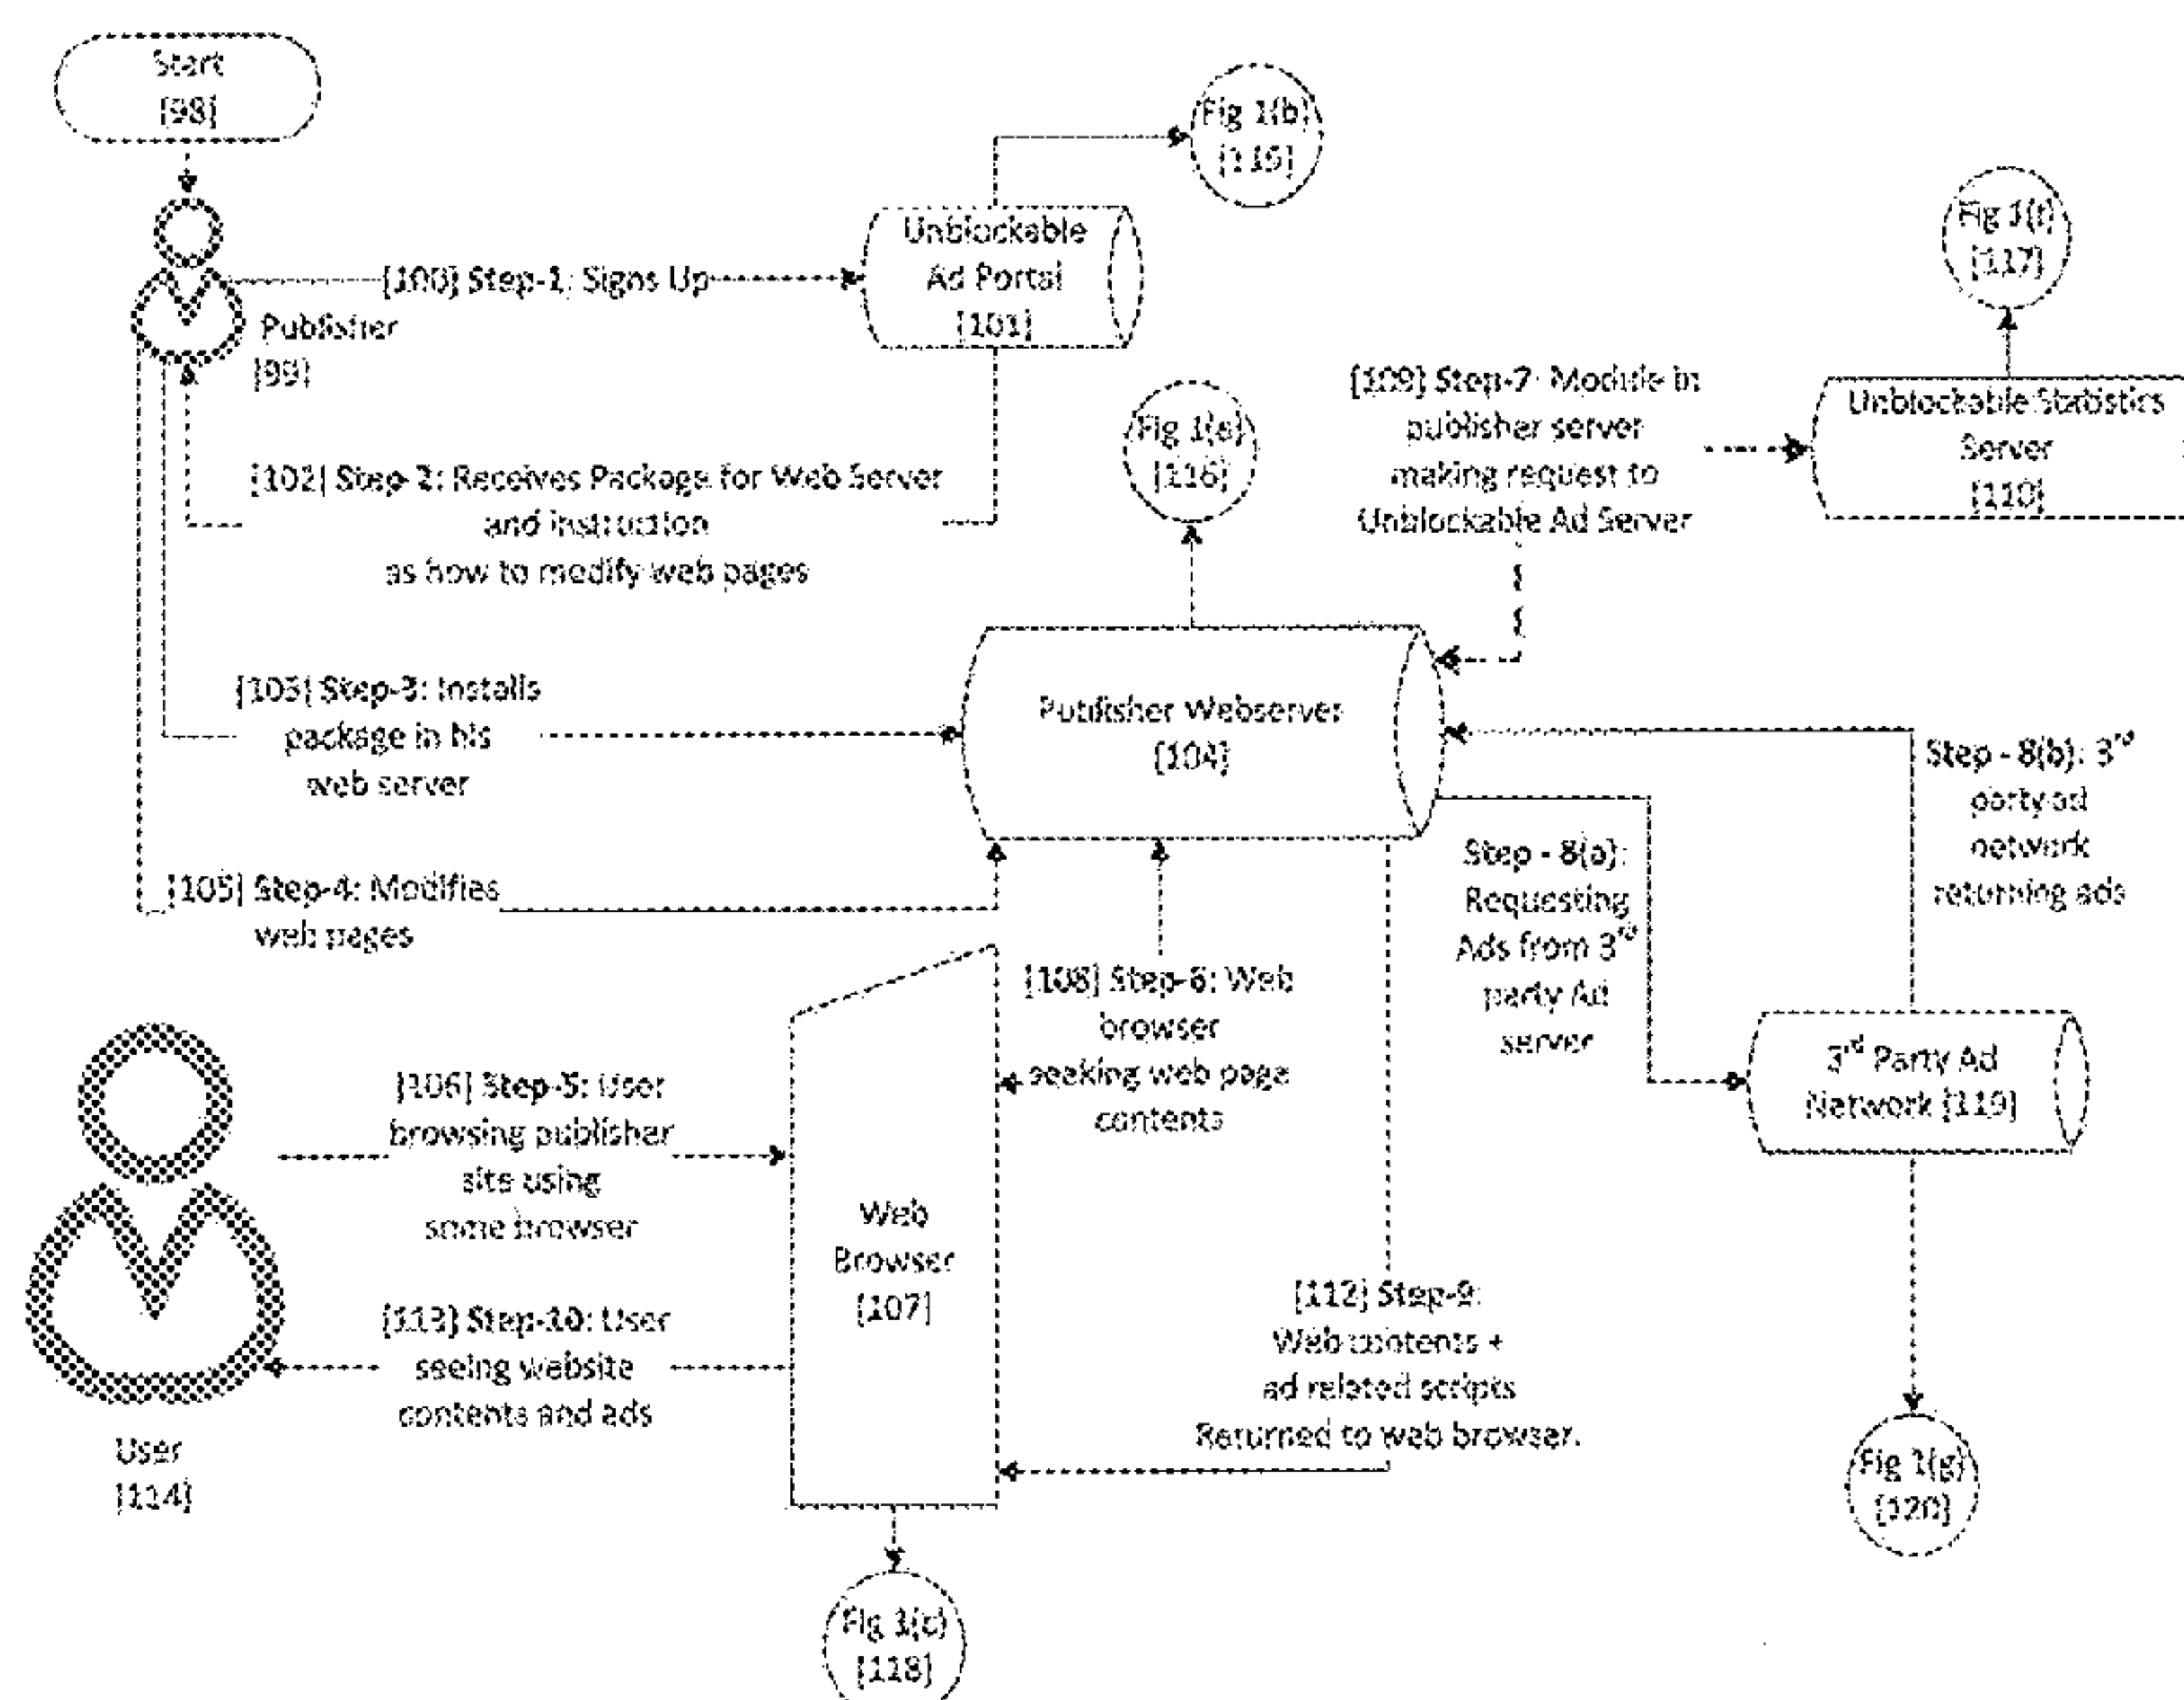 Start
[98]
Fig 1(b)
[115]
Fig 1(f)
[117]
Unblockable
Ad Portal
[101]
[100] Step-1: Signs Up
Publisher
[99]
[109] Step-7: Module in
publisher server
making request to
Unblockable Ad Server
Unblockable Statistics
Server
[110]
Fig 1(e)
[116]
[102] Step-2: Receives Package for Web Server
and instruction
as how to modify web pages
[103] Step-3: Installs
package in his
web server
Publisher Webserver
[104]
Step - 8(b): 3rd
party ad
network
returning ads
Step - 8(a):
Requesting
Ads from 3rd
party Ad
server
[105] Step-4: Modifies
web pages
[108] Step-6: Web
browser
seeking web page
contents
3rd Party Ad
Network [119]
[106] Step-5: User
browsing publisher
site using
some browser
Web
Browser
[107]
[112] Step-9:
Web contents +
ad related scripts
Returned to web browser.
[113] Step-10: User
seeing website
contents and ads
User
[114]
Fig 1(g)
[120]
Fig 1(c)
[118]